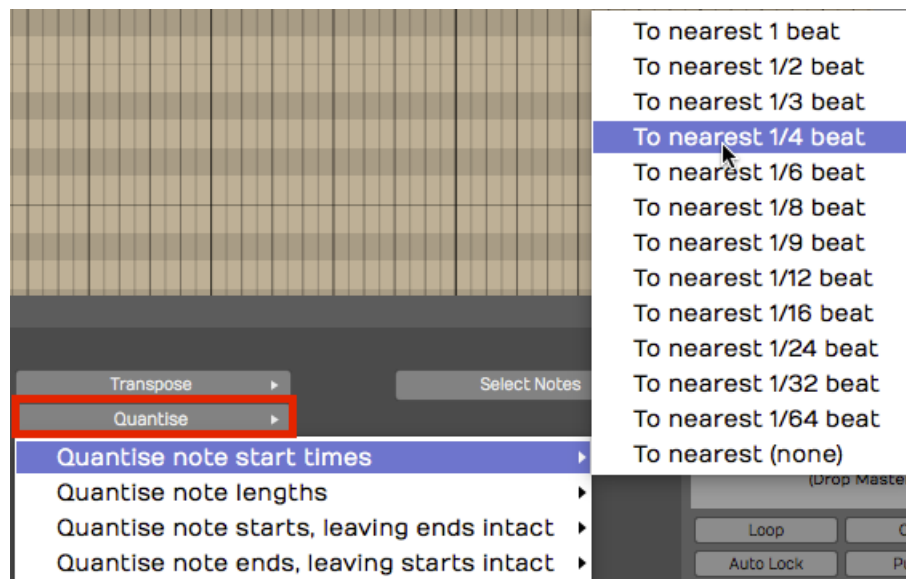 To nearest 1 beat
To nearest 1/2 beat
To nearest 1/3 beat
To nearest 1/4 beat
To nearest 1/6 beat
To nearest 1/8 beat
To nearest 1/9 beat
To nearest 1/12 beat
To nearest 1/16 beat
To nearest 1/24 beat
To nearest 1/32 beat
To nearest 1/64 beat
To nearest (none)
Transpose
Select Notes
Quantise
Quantise note start times
Quantise note lengths
Quantise note starts, leaving ends intact
Quantise note ends, leaving starts intact
(Drop
Loop
Auto Lock